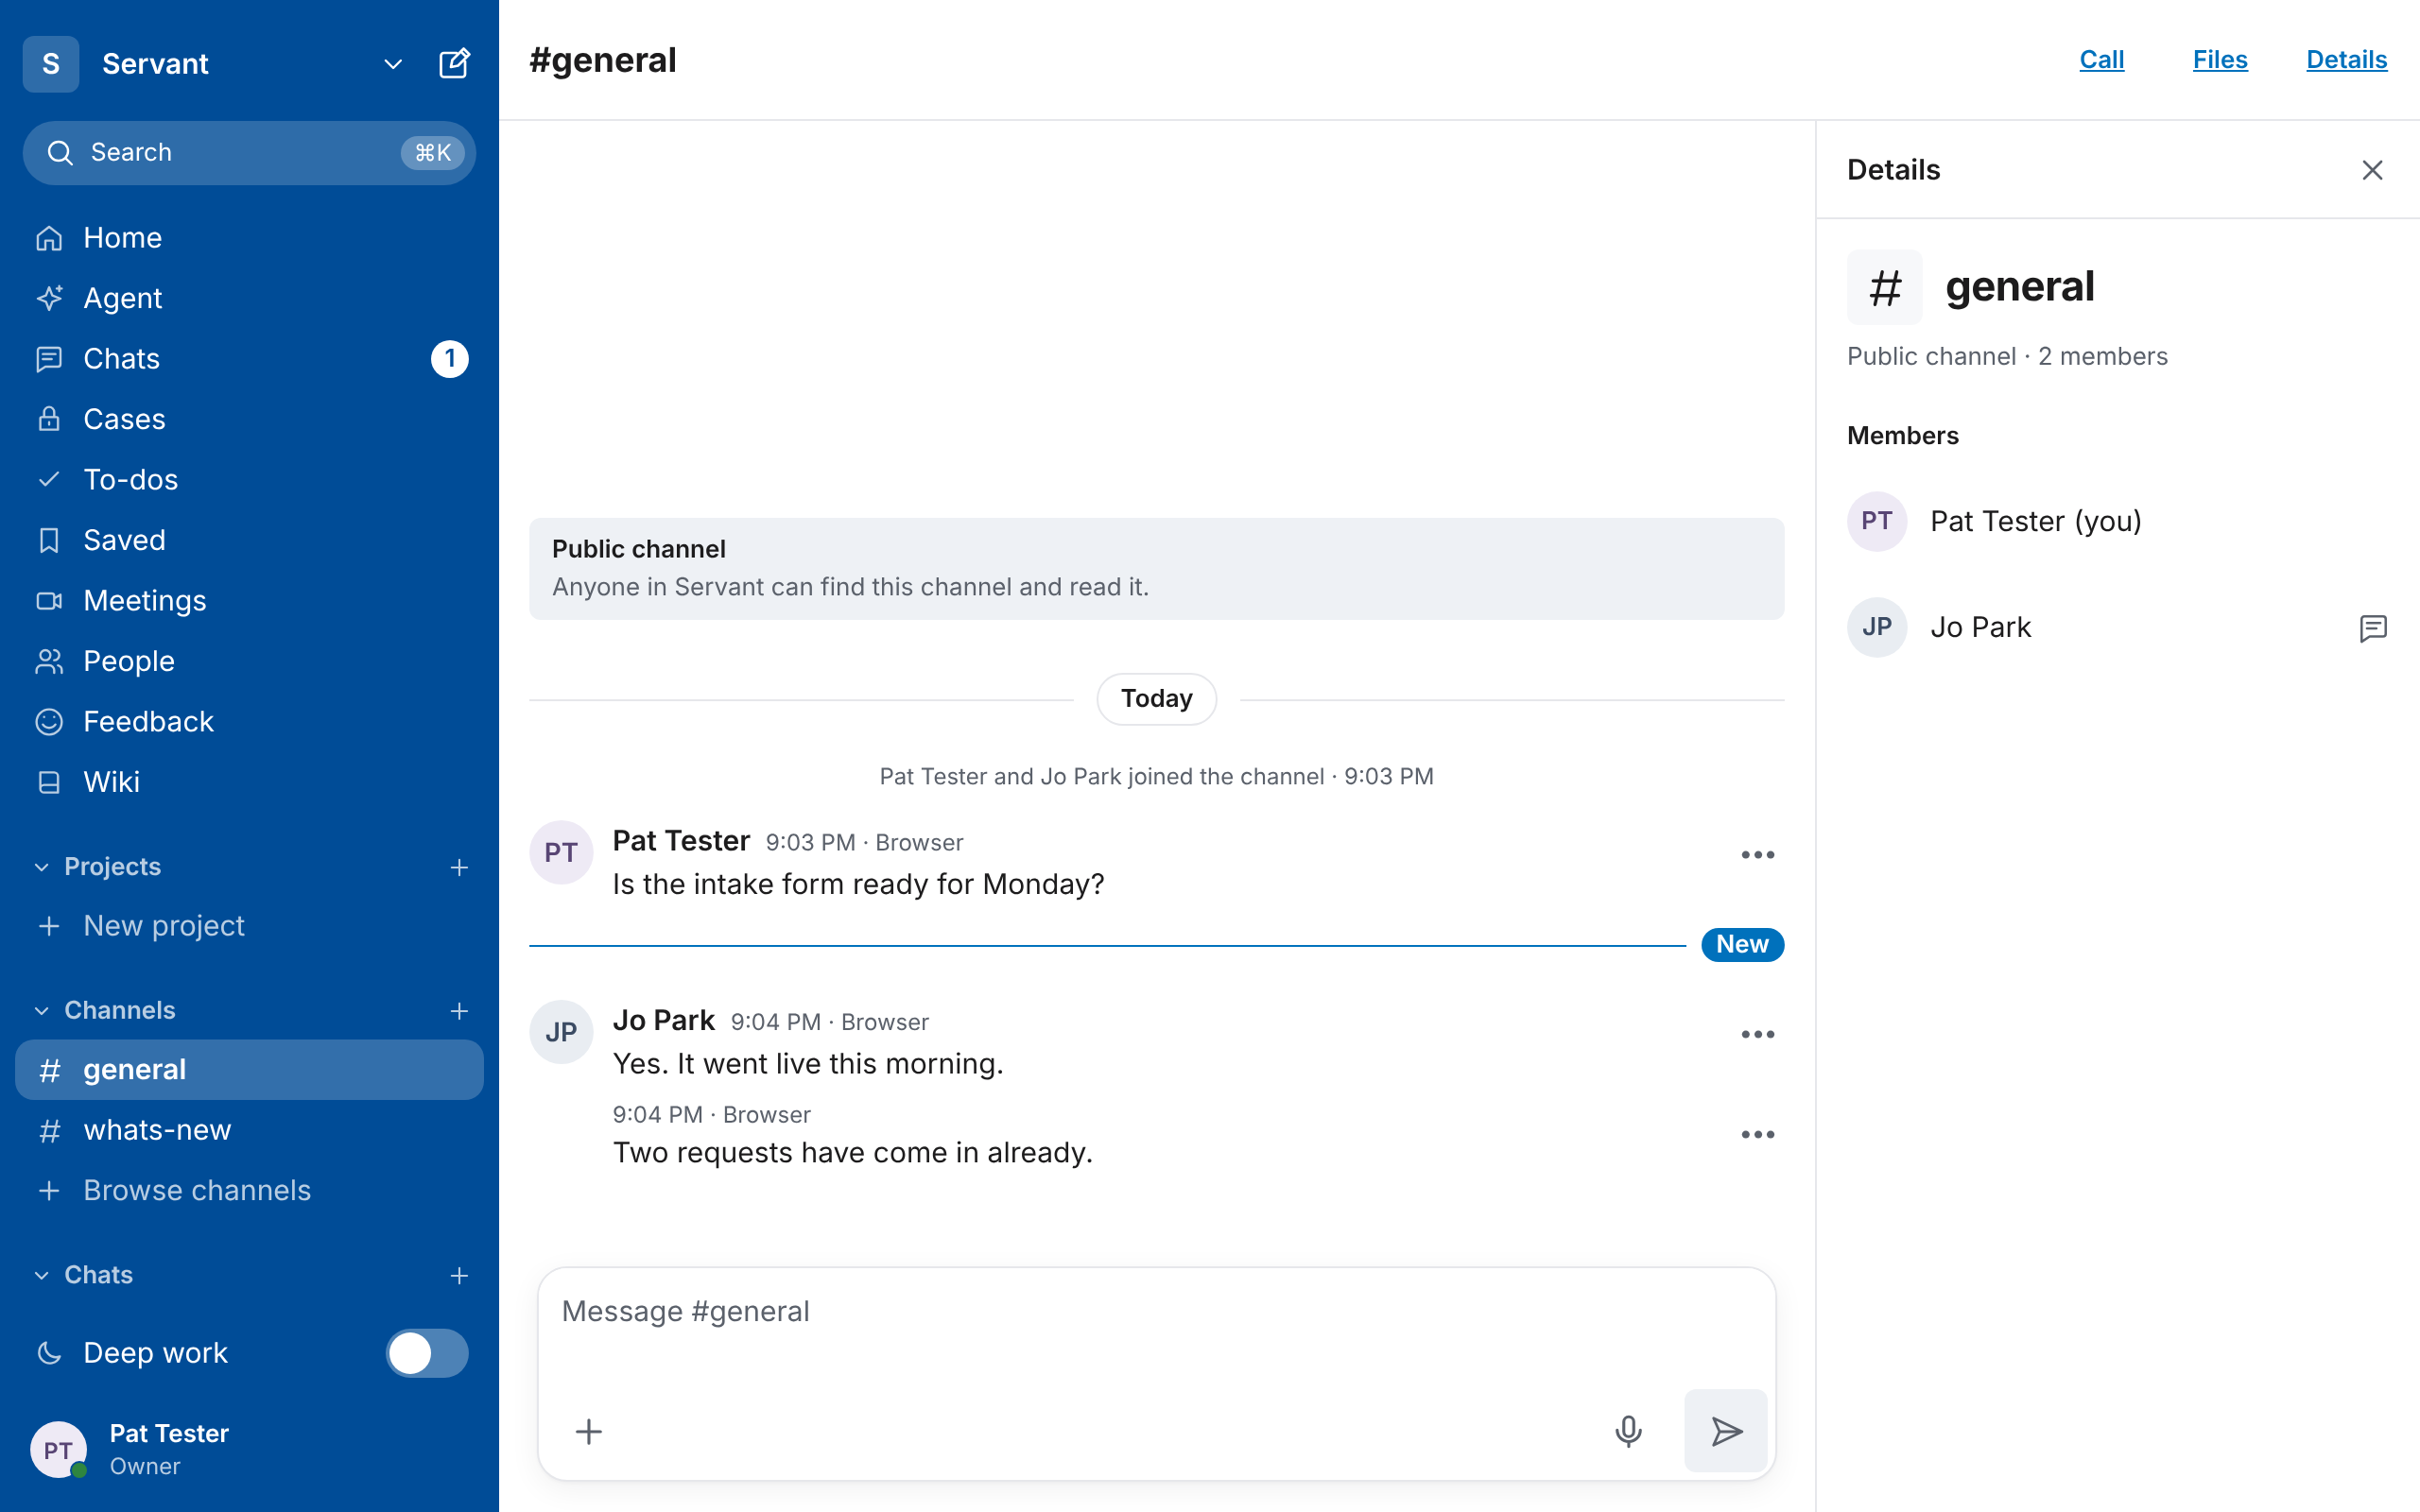 S Servant
Search ⌘K
Home
Agent
Chats 1
Cases
To-dos
Saved
Meetings
People
Feedback
Wiki
Projects
New project
Channels
# general
# whats-new
Browse channels
Chats
Deep work
PT Pat Tester
Owner
#general
Call Files Details
Public channel
Anyone in Servant can find this channel and read it.
Today
Pat Tester and Jo Park joined the channel · 9:03 PM
PT Pat Tester 9:03 PM · Browser
Is the intake form ready for Monday?
New
JP Jo Park 9:04 PM · Browser
Yes. It went live this morning.
9:04 PM · Browser
Two requests have come in already.
Message #general
Details
# general
Public channel · 2 members
Members
PT Pat Tester (you)
JP Jo Park